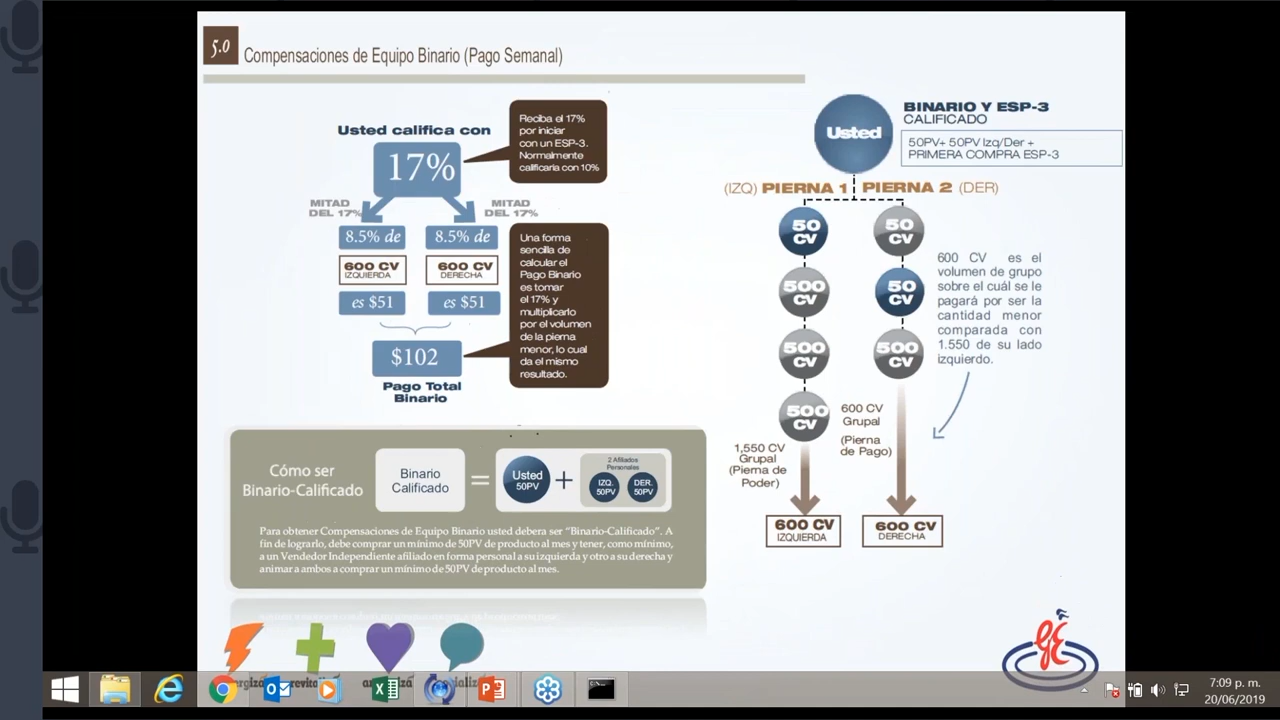 5.0
Compensaciones de Equipo Binario (Pago Semanal)
Usted califica con
17%
Reciba el 17%
por iniciar
con un ESP-3.
Normalmente
calificaría con 10%
MITAD
DEL 17%
MITAD
DEL 17%
8.5% de
8.5% de
600 CV
IZQUIERDA
600 CV
DERECHA
es $51
es $51
$102
Pago Total
Binario
Una forma
sencilla de
calcular el
Pago Binario
es tomar
el 17% y
multiplicarlo
por el volumen
de la pierna
menor, lo cual
da el mismo
resultado.
Cómo ser
Binario-Calificado
Binario
Calificado
=
Usted
50PV
+
2 Afiliados
Personales
IZQ.
50PV
DER.
50PV
Para obtener Compensaciones de Equipo Binario usted debera ser “Binario-Calificado”. A
fin de lograrlo, debe comprar un mínimo de 50PV de producto al mes y tener, como mínimo,
a un Vendedor Independiente afiliado en forma personal a su izquierda y otro a su derecha y
animar a ambos a comprar un mínimo de 50PV de producto al mes.
Usted
BINARIO Y ESP-3
CALIFICADO
50PV+ 50PV Izq/Der +
PRIMERA COMPRA ESP-3
(IZQ) PIERNA 1
PIERNA 2 (DER)
50
CV
50
CV
500
CV
50
CV
500
CV
500
CV
500
CV
600 CV es el
volumen de grupo
sobre el cuál se le
pagará por ser la
cantidad menor
comparada con
1.550 de su lado
izquierdo.
1,550 CV
Grupal
(Pierna de
Poder)
600 CV
Grupal
(Pierna
de Pago)
600 CV
IZQUIERDA
600 CV
DERECHA
7:09 p. m.
20/06/2019